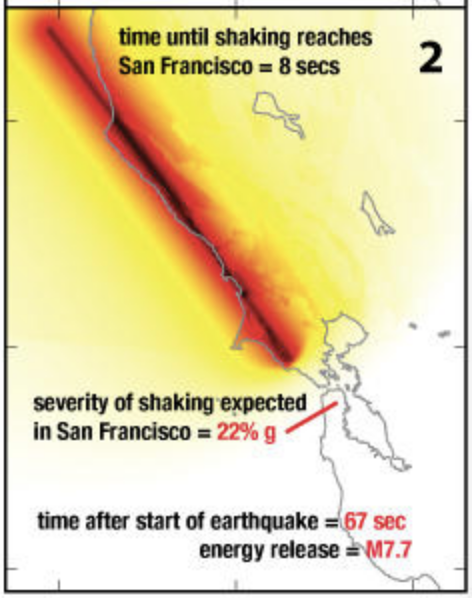 time until shaking reaches
San Francisco = 8 secs
2
severity of shaking expected
in San Francisco = 22% g
time after start of earthquake = 67 sec
energy release = M7.7